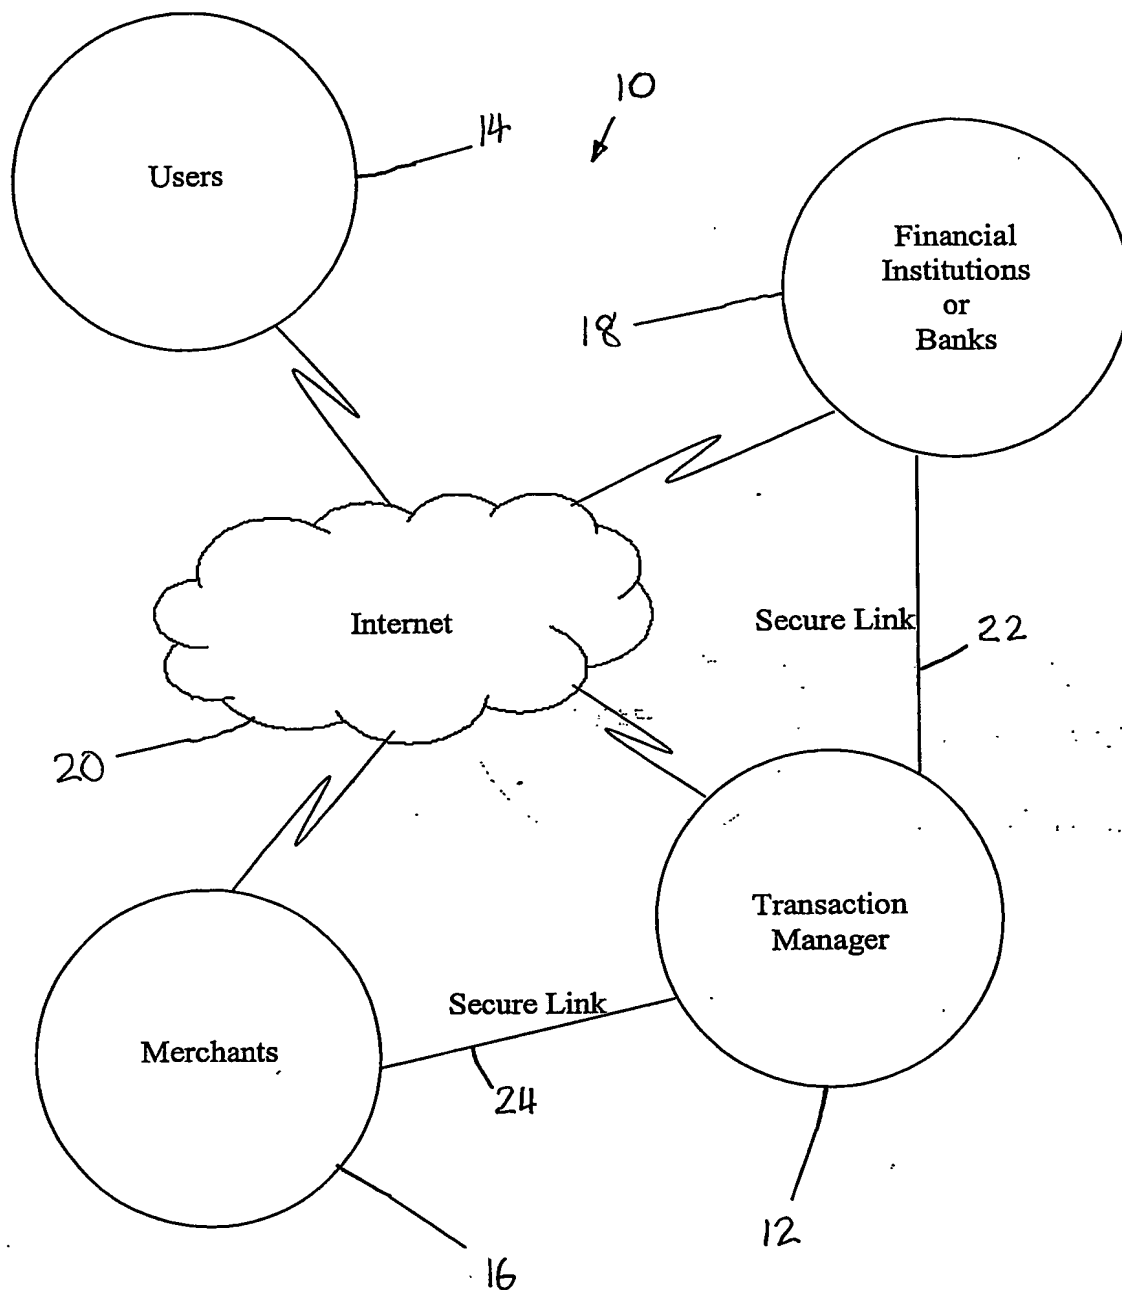 10
14
Users
Financial
Institutions
or
Banks
18
Internet
Secure Link
22
20
Transaction
Manager
Secure Link
Merchants
24
12
16